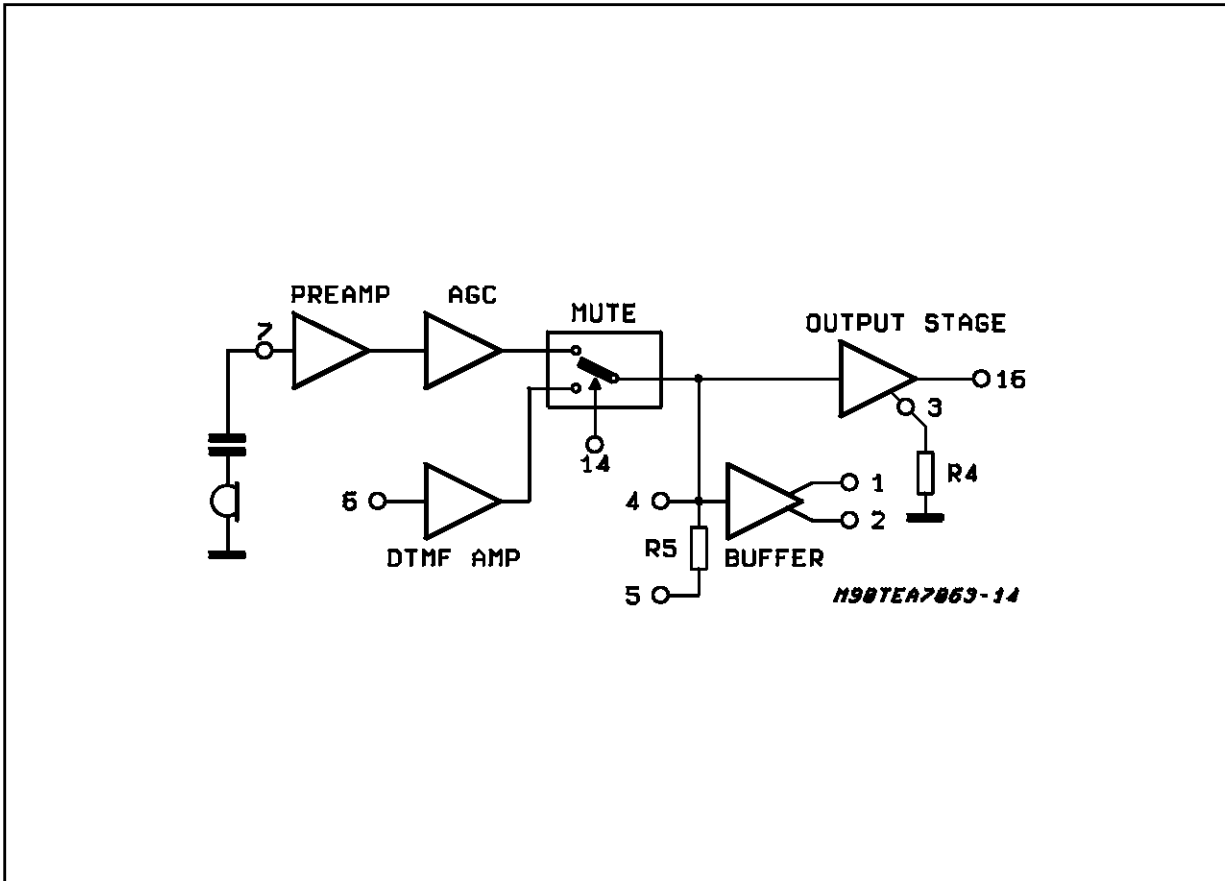 PREAMP
AGC
MUTE
OUTPUT STAGE
7
16
3
14
R4
6
4
1
2
DTMF AMP
R5
BUFFER
5
M90TEA7063-14